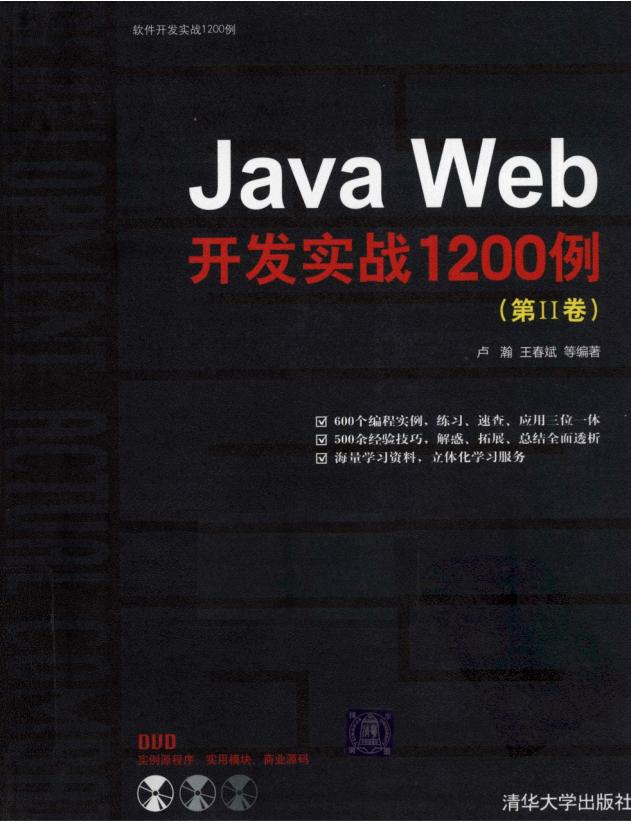 软件开发实战1200例
Java Web
开发实战1200例
（第II卷）
卢 瀚 王春斌 等编著
600个编程实例，练习、速查、应用三位一体
500余经验技巧，解惑、拓展、总结全面透析
海量学习资料，立体化学习服务
DVD
实例源程序、实用模块、商业源码
清华大学出版社